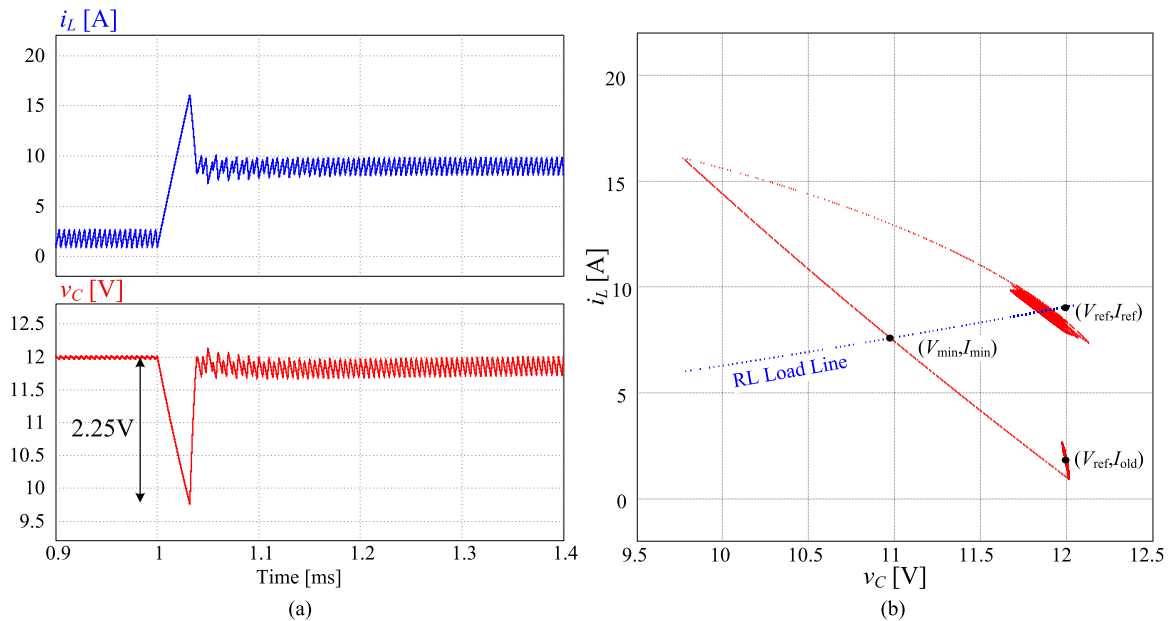 i_L [A]
20
15
10
5
0
v_C [V]
12.5
12
11.5
11
10.5
10
9.5
2.25V
0.9
1
1.1
1.2
1.3
1.4
Time [ms]
(a)
i_L [A]
20
15
10
5
0
(V_ref,I_ref)
(V_min,I_min)
RL Load Line
(V_ref,I_old)
9.5
10
10.5
11
11.5
12
12.5
v_C [V]
(b)